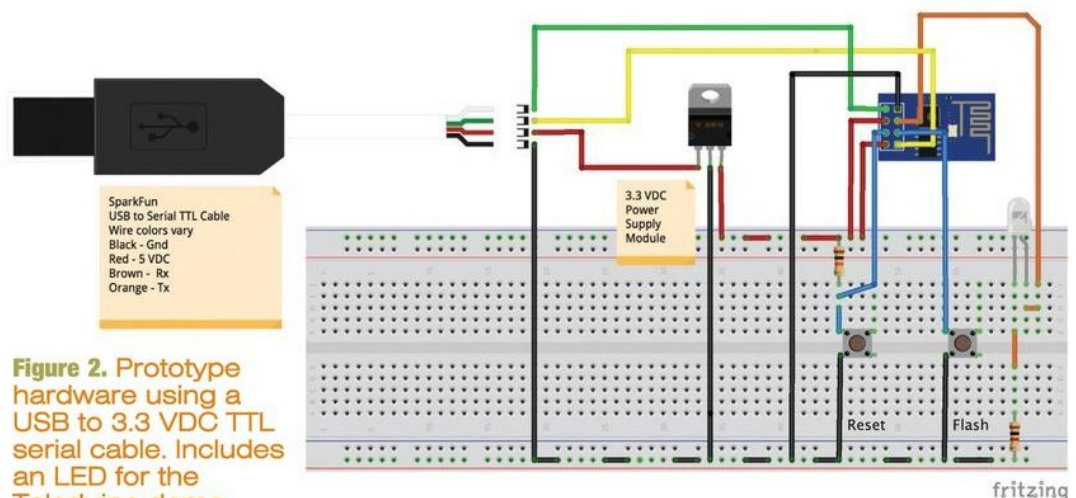 SparkFun
USB to Serial TTL Cable
Wire colors vary
Black - Gnd
Red - 5 VDC
Brown - Rx
Orange - Tx
3.3 VDC
Power
Supply
Module
Figure 2. Prototype
hardware using a
USB to 3.3 VDC TTL
serial cable. Includes
an LED for the
Reset
Flash
fritzing